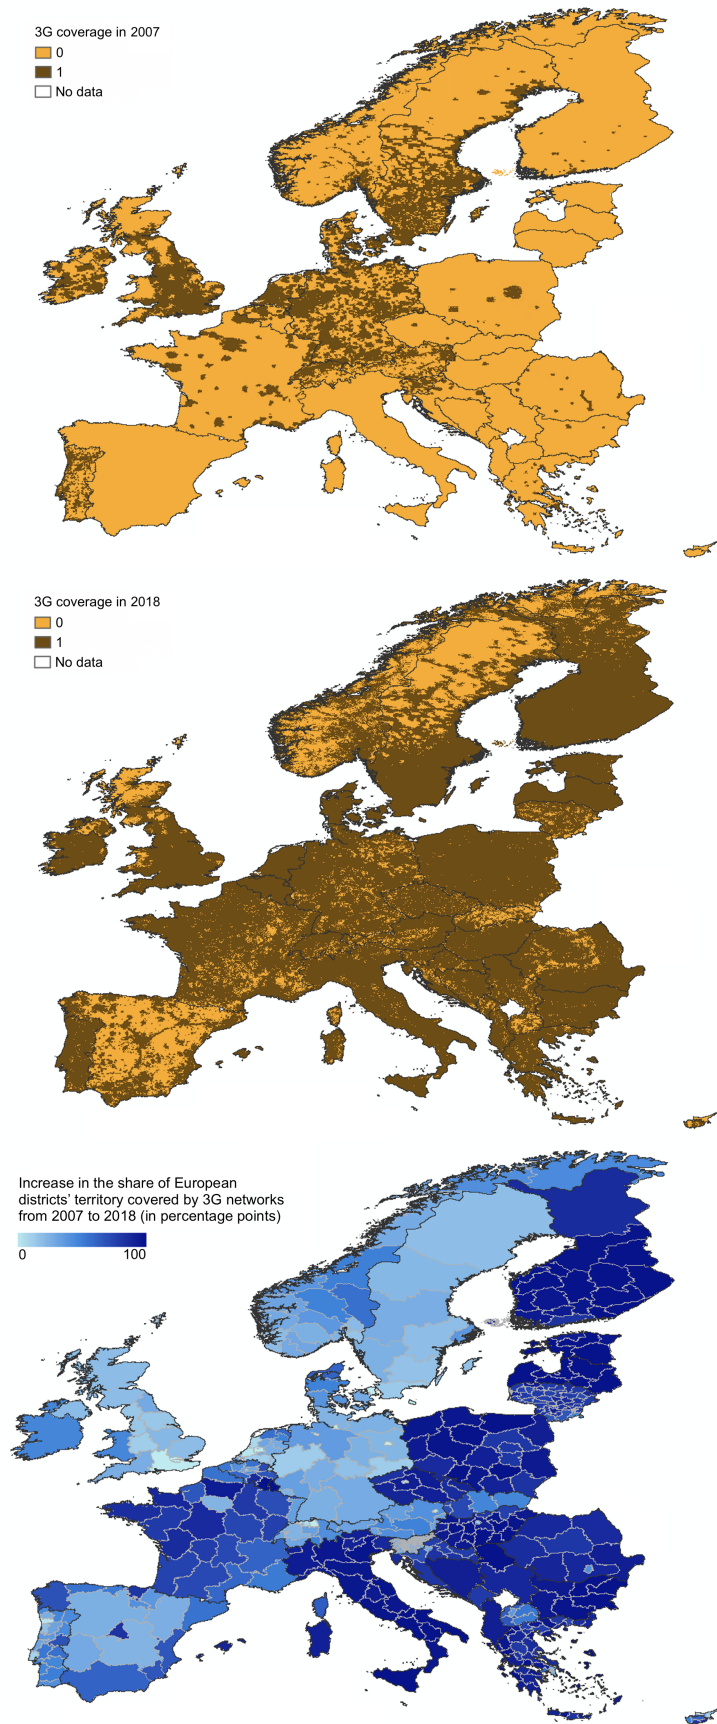 3G coverage in 2007
0
1
No data
3G coverage in 2018
0
1
No data
Increase in the share of European
districts' territory covered by 3G networks
from 2007 to 2018 (in percentage points)
0 100